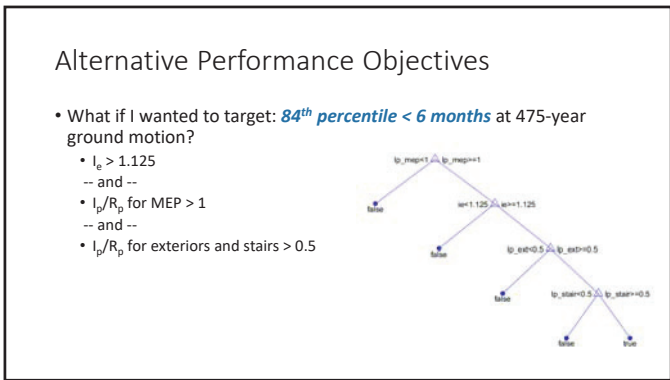 Alternative Performance Objectives
• What if I wanted to target: 84th percentile < 6 months at 475-year
ground motion?
• Ie > 1.125
-- and --
• Ip/Rp for MEP > 1
-- and --
• Ip/Rp for exteriors and stairs > 0.5
Ip_mep<1 Ip_mep>=1
false
ie<1.125 ie>=1.125
false
Ip_ext<0.5 Ip_ext>=0.5
false
Ip_stair<0.5 Ip_stair>=0.5
false true